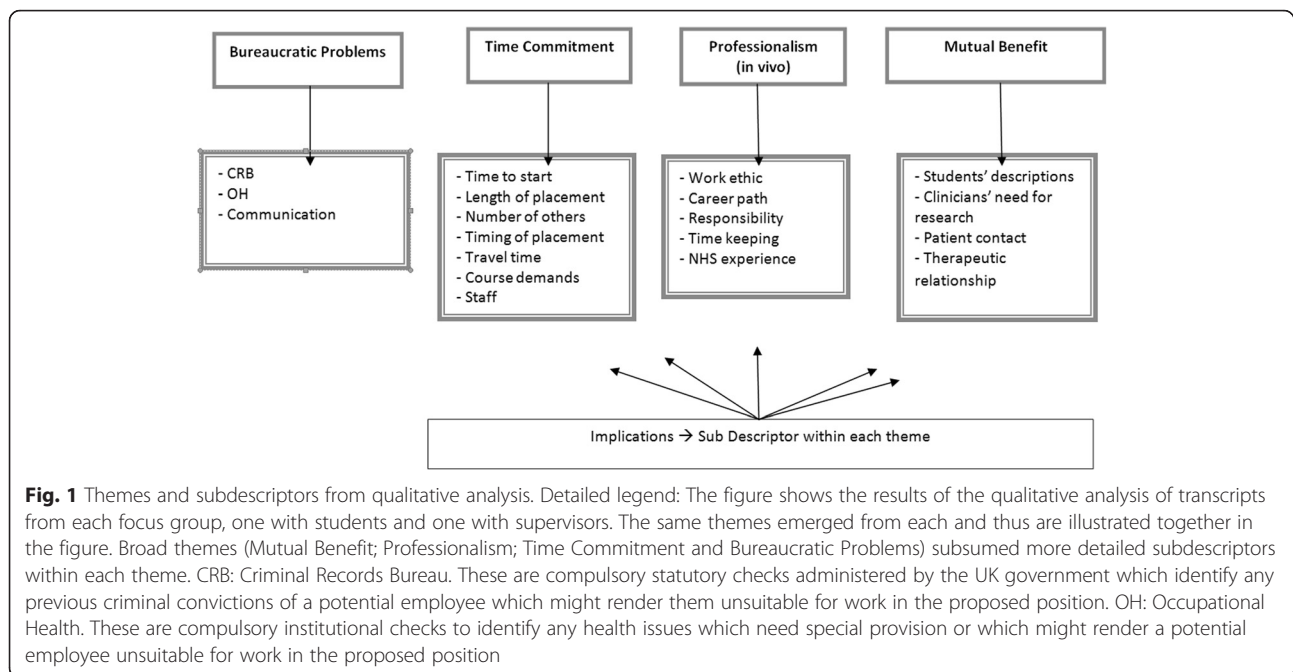 Bureaucratic Problems
Time Commitment
Professionalism
(in vivo)
Mutual Benefit
- CRB
- OH
- Communication
- Time to start
- Length of placement
- Number of others
- Timing of placement
- Travel time
- Course demands
- Staff
- Work ethic
- Career path
- Responsibility
- Time keeping
- NHS experience
- Students' descriptions
- Clinicians' need for
research
- Patient contact
- Therapeutic
relationship
Implications → Sub Descriptor within each theme
Fig. 1 Themes and subdescriptors from qualitative analysis. Detailed legend: The figure shows the results of the qualitative analysis of transcripts
from each focus group, one with students and one with supervisors. The same themes emerged from each and thus are illustrated together in
the figure. Broad themes (Mutual Benefit; Professionalism; Time Commitment and Bureaucratic Problems) subsumed more detailed subdescriptors
within each theme. CRB: Criminal Records Bureau. These are compulsory statutory checks administered by the UK government which identify any
previous criminal convictions of a potential employee which might render them unsuitable for work in the proposed position. OH: Occupational
Health. These are compulsory institutional checks to identify any health issues which need special provision or which might render a potential
employee unsuitable for work in the proposed position